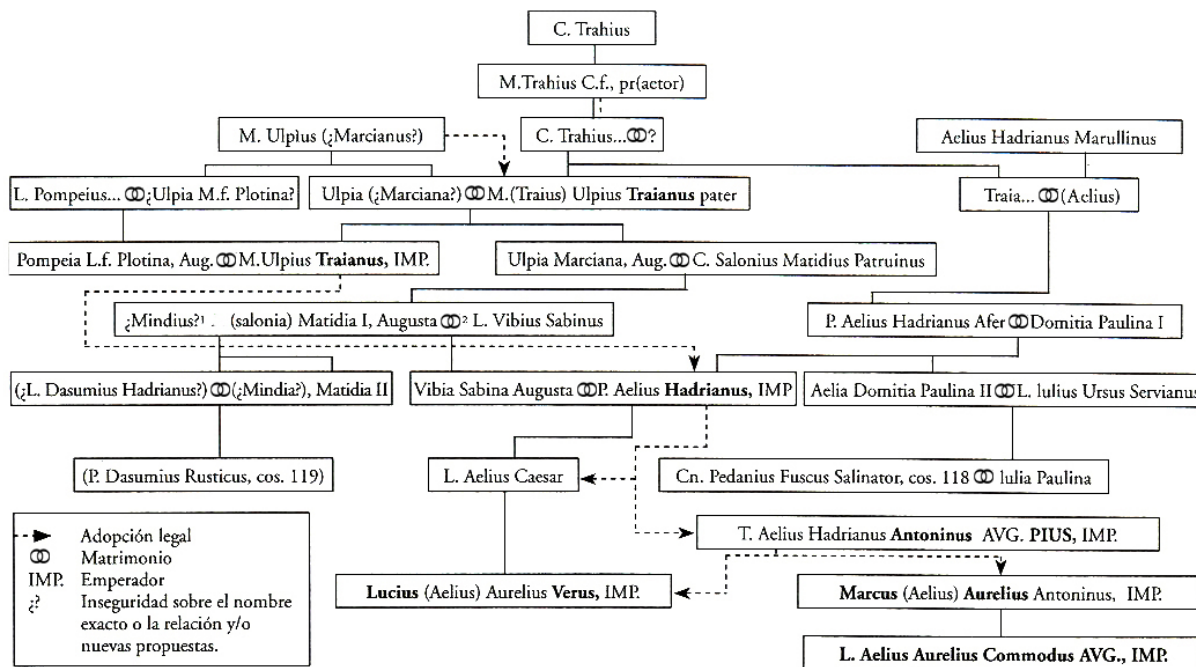 C. Trahius
M.Trahius C.f., pr(aetor)
M. Ulpius (¿Marcianus?)
C. Trahius... ⚭?
Aelius Hadrianus Marullinus
L. Pompeius... ⚭¿Ulpia M.f. Plotina?
Ulpia (¿Marciana?) ⚭ M.(Traius) Ulpius Traianus pater
Traia... ⚭(Aelius)
Pompeia L.f. Plotina, Aug. ⚭ M.Ulpius Traianus, IMP.
Ulpia Marciana, Aug. ⚭ C. Salonius Matidius Patruinus
¿Mindius?¹ (salonia) Matidia I, Augusta ⚭² L. Vibius Sabinus
P. Aelius Hadrianus Afer ⚭ Domitia Paulina I
(¿L. Dasumius Hadrianus?) ⚭ (¿Mindia?), Matidia II
Vibia Sabina Augusta ⚭P. Aelius Hadrianus, IMP
Aelia Domitia Paulina II ⚭ L. Iulius Ursus Servianus
(P. Dasumius Rusticus, cos. 119)
L. Aelius Caesar
Cn. Pedanius Fuscus Salinator, cos. 118 ⚭ Iulia Paulina
T. Aelius Hadrianus Antoninus AVG. PIUS, IMP.
Lucius (Aelius) Aurelius Verus, IMP.
Marcus (Aelius) Aurelius Antoninus, IMP.
L. Aelius Aurelius Commodus AVG., IMP.
Adopción legal
⚭ Matrimonio
IMP. Emperador
¿? Inseguridad sobre el nombre
exacto o la relación y/o
nuevas propuestas.